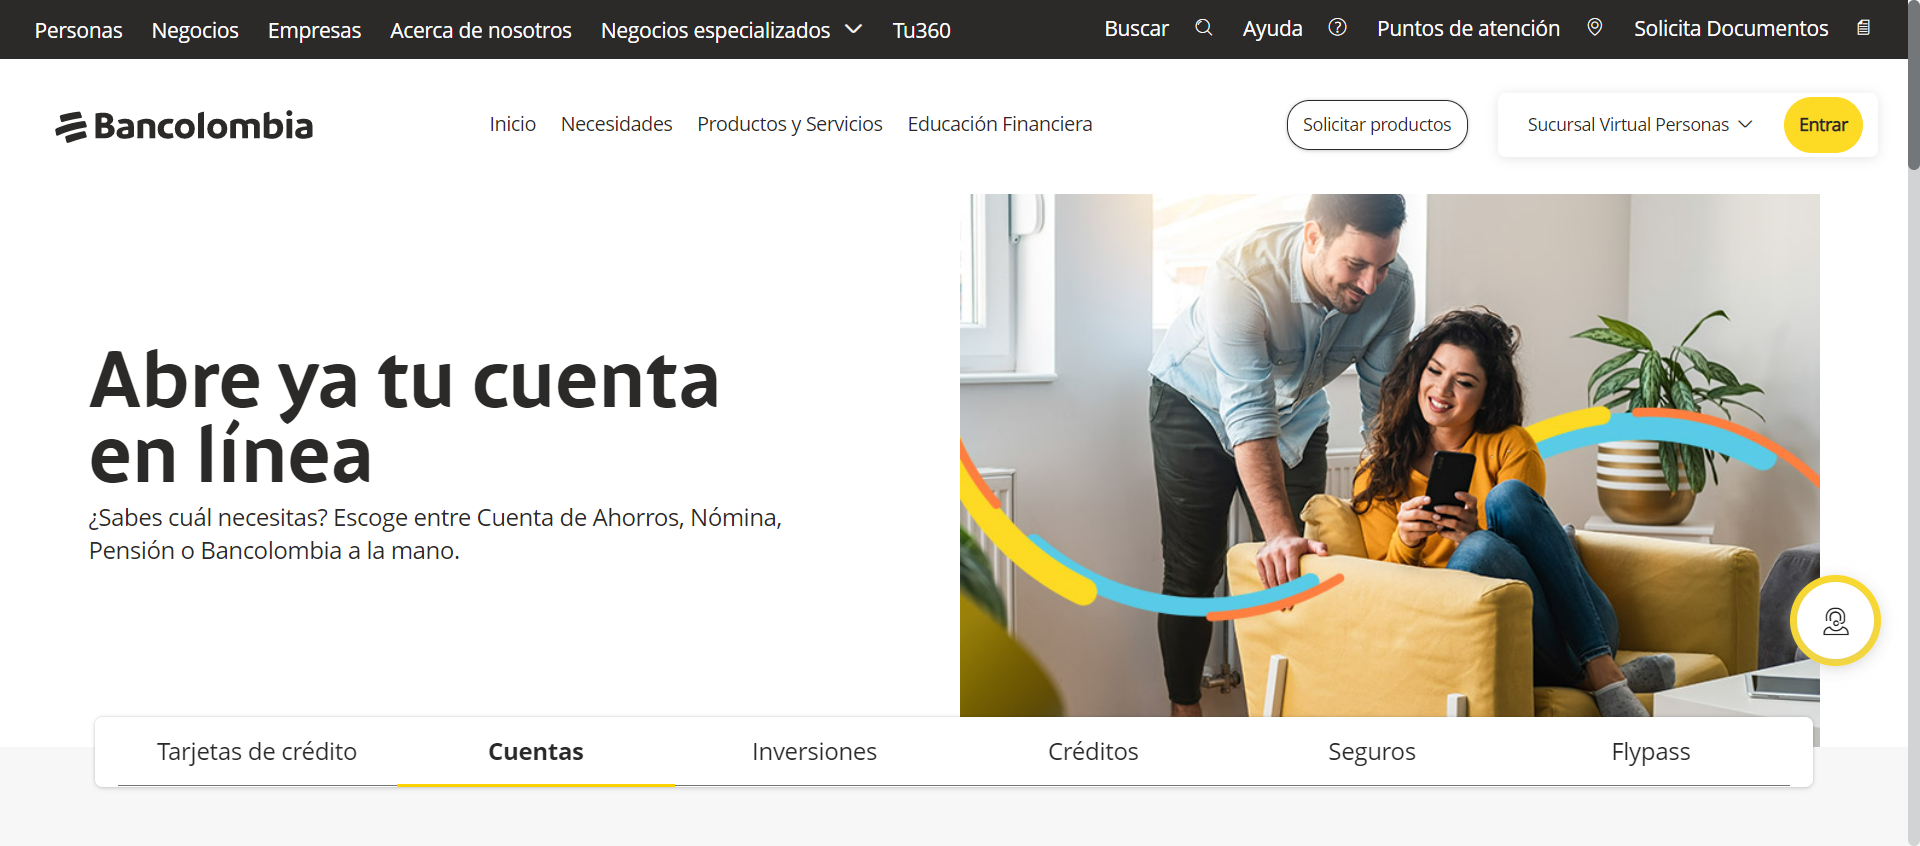 Personas Negocios Empresas Acerca de nosotros Negocios especializados Tu360 Buscar Ayuda Puntos de atención Solicita Documentos
Bancolombia Inicio Necesidades Productos y Servicios Educación Financiera Solicitar productos Sucursal Virtual Personas Entrar
Abre ya tu cuenta
en línea
¿Sabes cuál necesitas? Escoge entre Cuenta de Ahorros, Nómina,
Pensión o Bancolombia a la mano.
Tarjetas de crédito Cuentas Inversiones Créditos Seguros Flypass